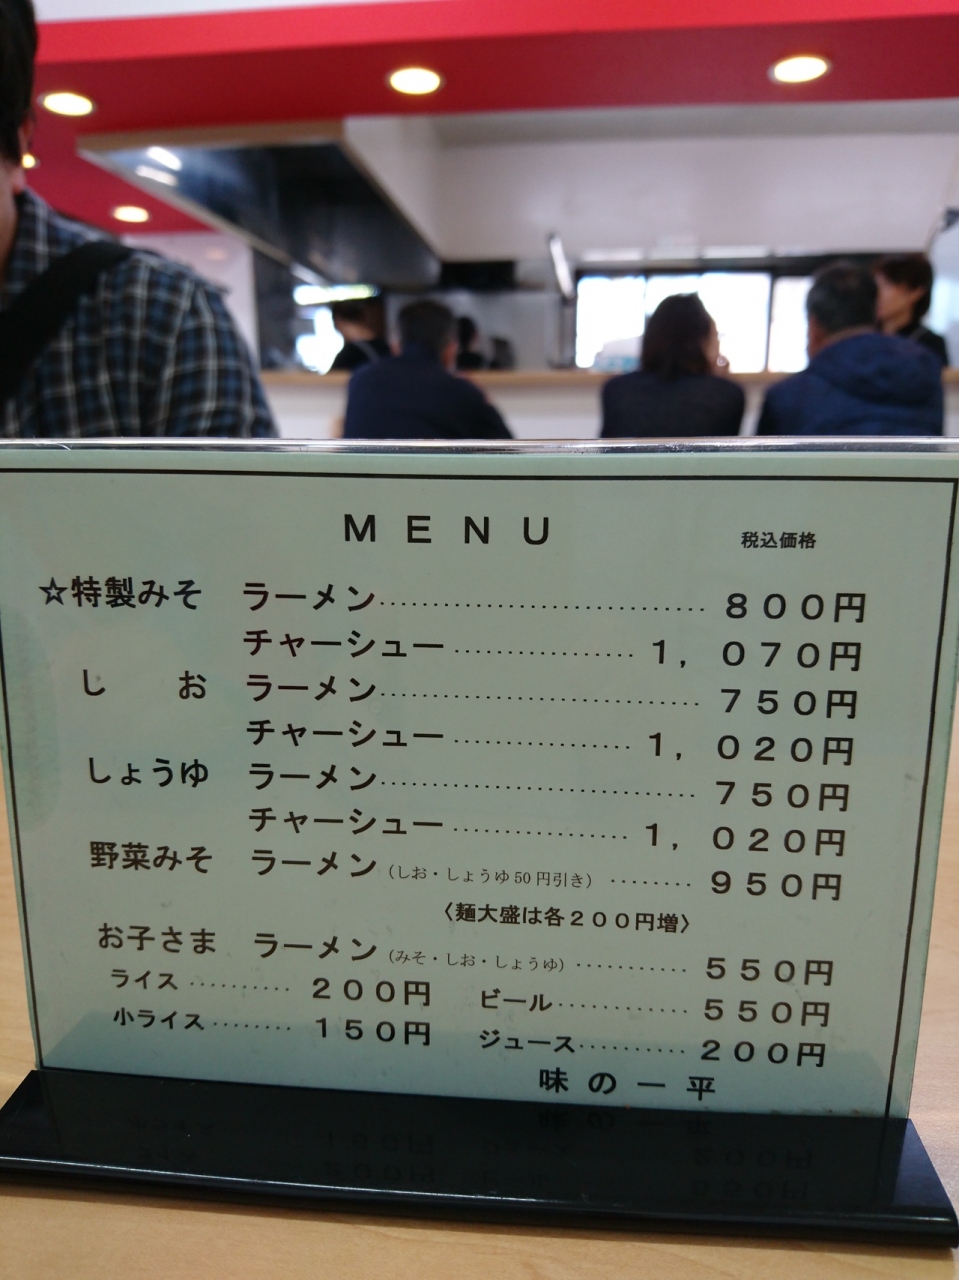 ＭＥＮＵ 税込価格
☆特製みそ ラーメン‥‥‥‥‥‥‥‥‥ ８００円
チャーシュー‥‥‥‥‥ １，０７０円
しお ラーメン‥‥‥‥‥‥‥‥‥ ７５０円
チャーシュー‥‥‥‥‥ １，０２０円
しょうゆ ラーメン‥‥‥‥‥‥‥‥‥ ７５０円
チャーシュー‥‥‥‥‥ １，０２０円
野菜みそ ラーメン（しお・しょうゆ50円引き）‥‥‥‥ ９５０円
〈麺大盛は各２００円増〉
お子さま ラーメン（みそ・しお・しょうゆ）‥‥‥‥‥ ５５０円
ライス‥‥‥‥‥ ２００円 ビール‥‥‥‥‥‥ ５５０円
小ライス‥‥‥‥ １５０円 ジュース‥‥‥‥‥ ２００円
味の一平